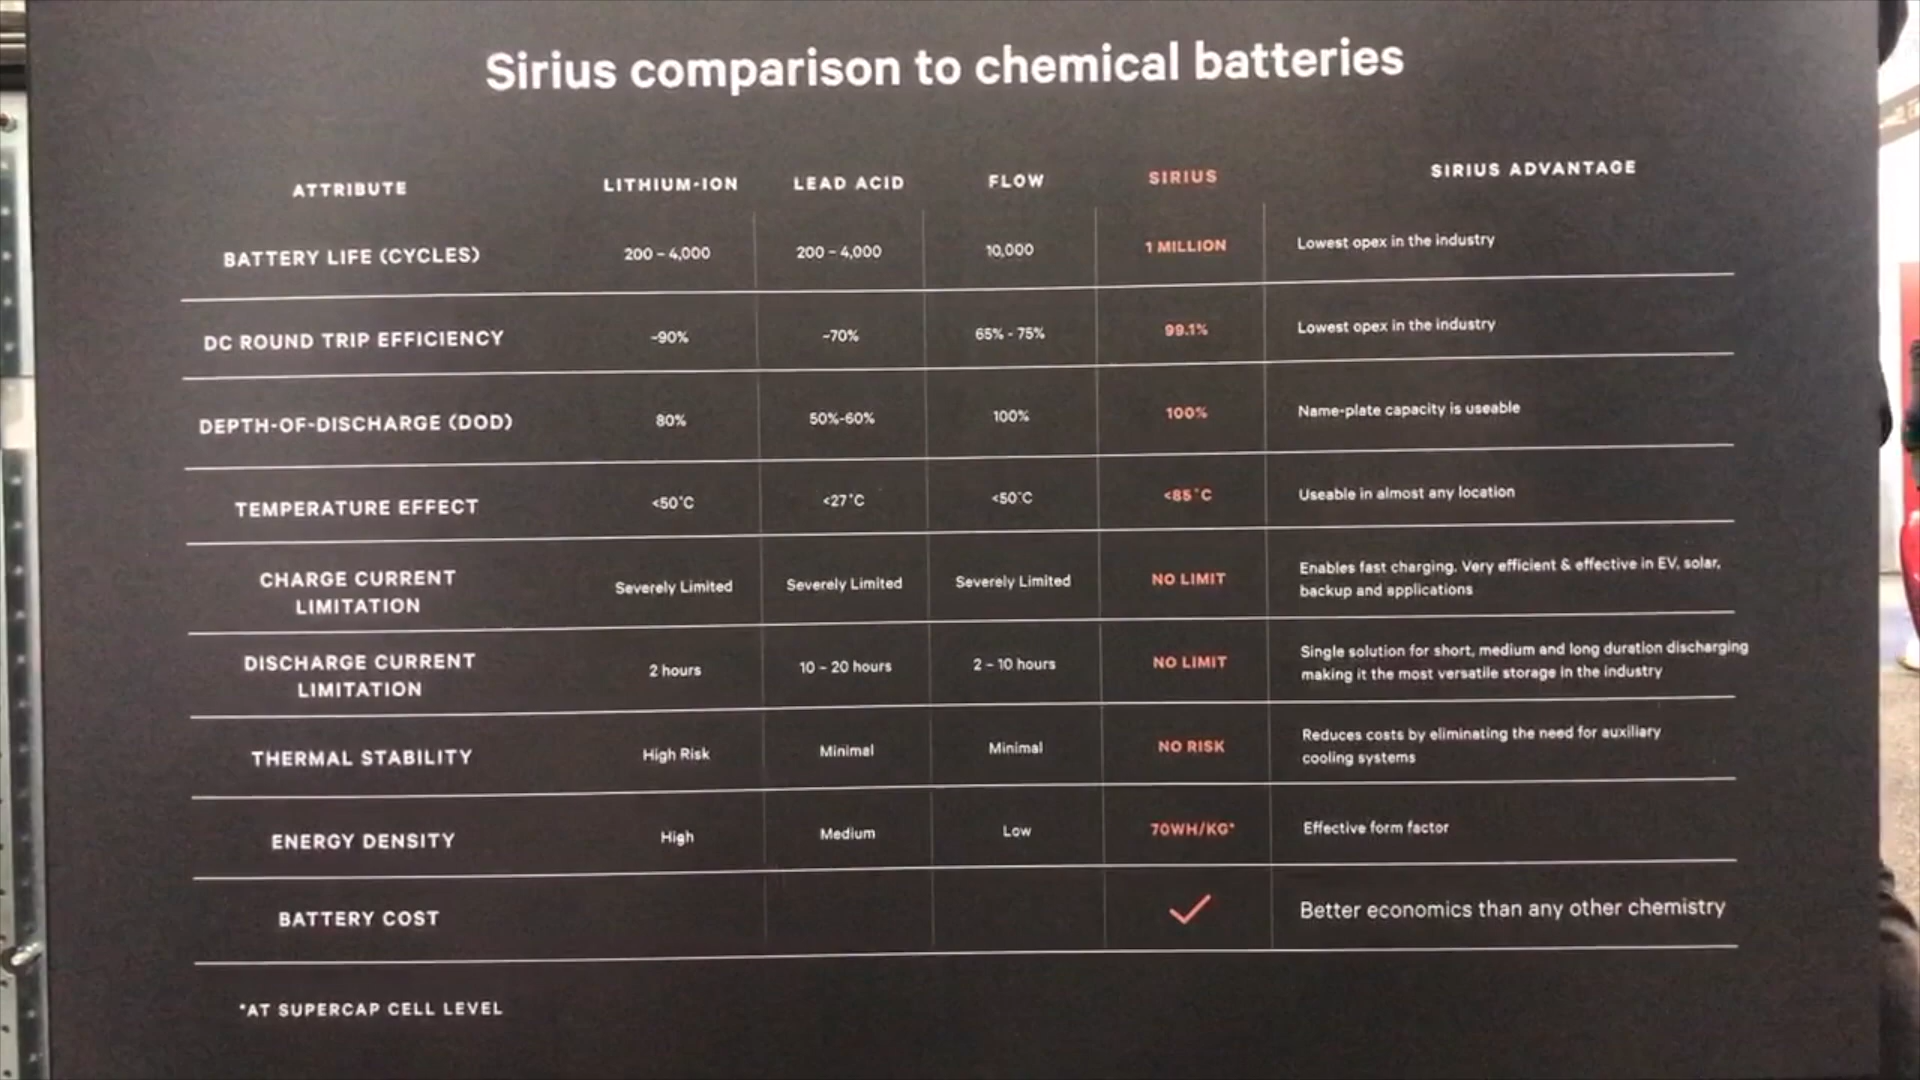 Sirius comparison to chemical batteries
ATTRIBUTE LITHIUM-ION LEAD ACID FLOW SIRIUS SIRIUS ADVANTAGE
BATTERY LIFE (CYCLES) 200 – 4,000 200 – 4,000 10,000 1 MILLION Lowest opex in the industry
DC ROUND TRIP EFFICIENCY ~90% ~70% 65% - 75% 99.1% Lowest opex in the industry
DEPTH-OF-DISCHARGE (DOD) 80% 50%-60% 100% 100% Name-plate capacity is useable
TEMPERATURE EFFECT <50°C <27°C <50°C <85°C Useable in almost any location
CHARGE CURRENT
LIMITATION
Severely Limited Severely Limited Severely Limited NO LIMIT
Enables fast charging. Very efficient & effective in EV, solar,
backup and applications
DISCHARGE CURRENT
LIMITATION
2 hours 10 – 20 hours 2 – 10 hours NO LIMIT
Single solution for short, medium and long duration discharging
making it the most versatile storage in the industry
THERMAL STABILITY High Risk Minimal Minimal NO RISK
Reduces costs by eliminating the need for auxiliary
cooling systems
ENERGY DENSITY High Medium Low 70WH/KG* Effective form factor
BATTERY COST ✓ Better economics than any other chemistry
*AT SUPERCAP CELL LEVEL